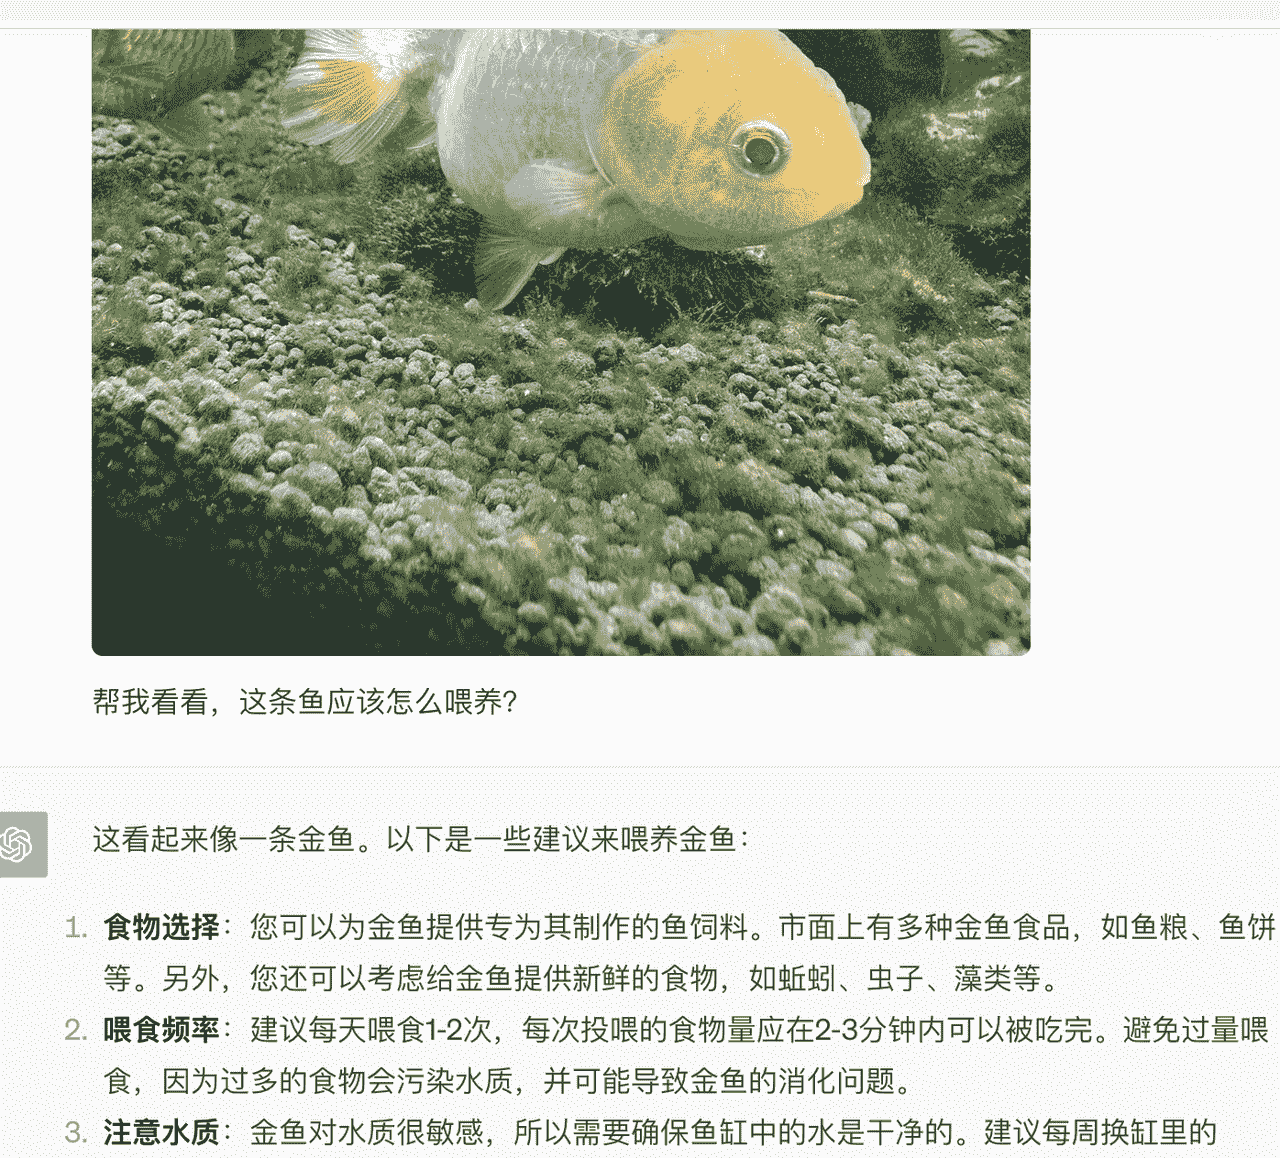 帮我看看，这条鱼应该怎么喂养？
这看起来像一条金鱼。以下是一些建议来喂养金鱼：
1. 食物选择：您可以为金鱼提供专为其制作的鱼饲料。市面上有多种金鱼食品，如鱼粮、鱼饼
等。另外，您还可以考虑给金鱼提供新鲜的食物，如蚯蚓、虫子、藻类等。
2. 喂食频率：建议每天喂食1-2次，每次投喂的食物量应在2-3分钟内可以被吃完。避免过量喂
食，因为过多的食物会污染水质，并可能导致金鱼的消化问题。
3. 注意水质：金鱼对水质很敏感，所以需要确保鱼缸中的水是干净的。建议每周换缸里的